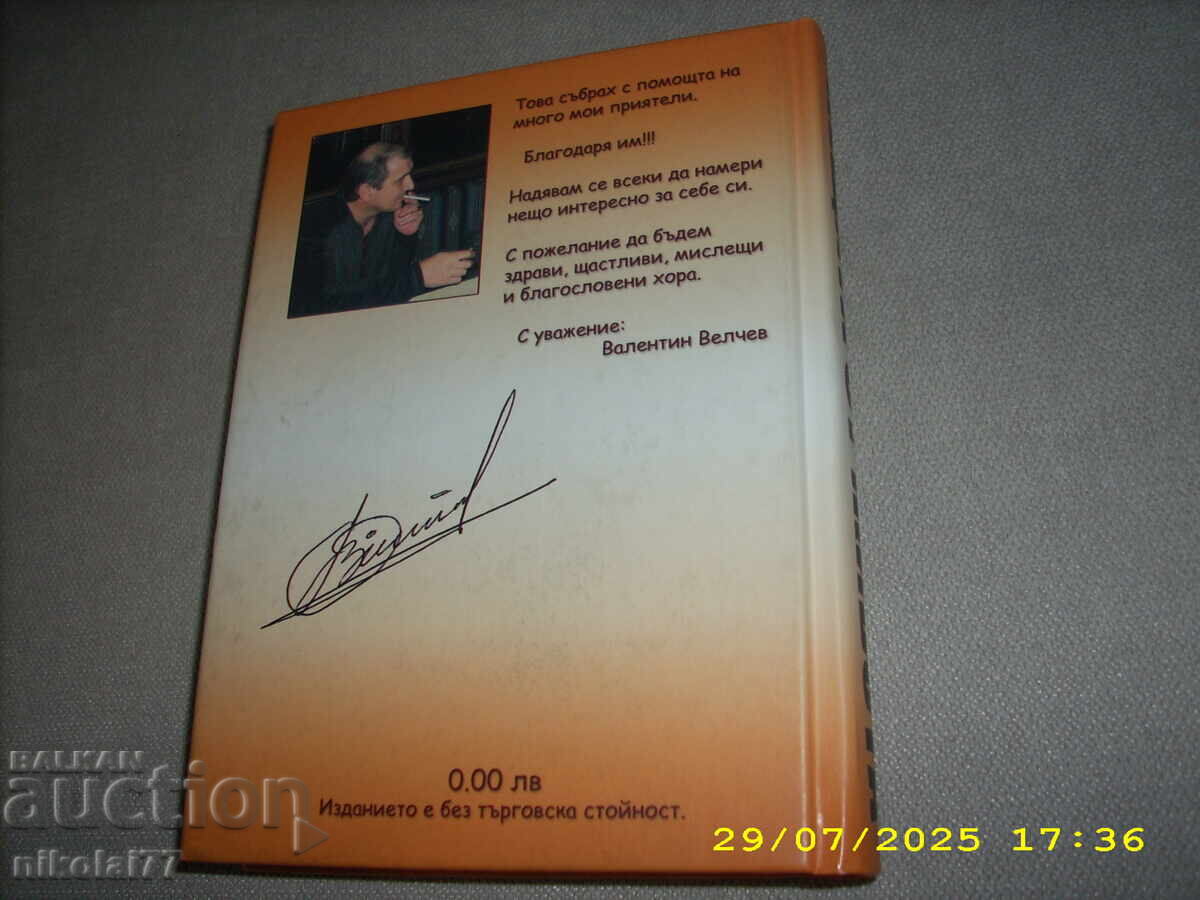 Това събрах с помощта на
много мои приятели.
Благодаря им!!!
Надявам се всеки да намери
нещо интересно за себе си.
С пожелание да бъдем
здрави, щастливи, мислещи
и благословени хора.
С уважение:
Валентин Велчев
0.00 лв
Изданието е без търговска стойност.
BALKAN
auction
nikolai77
29/07/2025 17:36